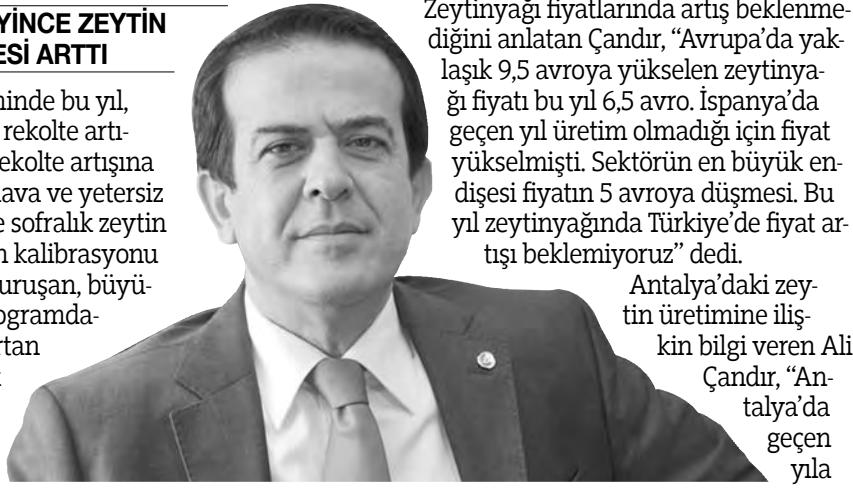 YİNCE ZEYTİN
ESİ ARTTI
ninde bu yıl,
rekolte artı-
ekolte artışına
ava ve yetersiz
e sofralık zeytin
n kalibrasyonu
uruşan, büyü-
ogramda-
rtan
Zeytinyağı fiyatlarında artış beklenme-
diğini anlatan Çandır, “Avrupa’da yak-
laşık 9,5 avroya yükselen zeytinya-
ğı fiyatı bu yıl 6,5 avro. İspanya’da
geçen yıl üretim olmadığı için fiyat
yükselmişti. Sektörün en büyük en-
dişesi fiyatın 5 avroya düşmesi. Bu
yıl zeytinyağında Türkiye’de fiyat ar-
tışı beklemiyoruz” dedi.
Antalya’daki zey-
tin üretimine iliş-
kin bilgi veren Ali
Çandır, “An-
talya’da
geçen
yıla